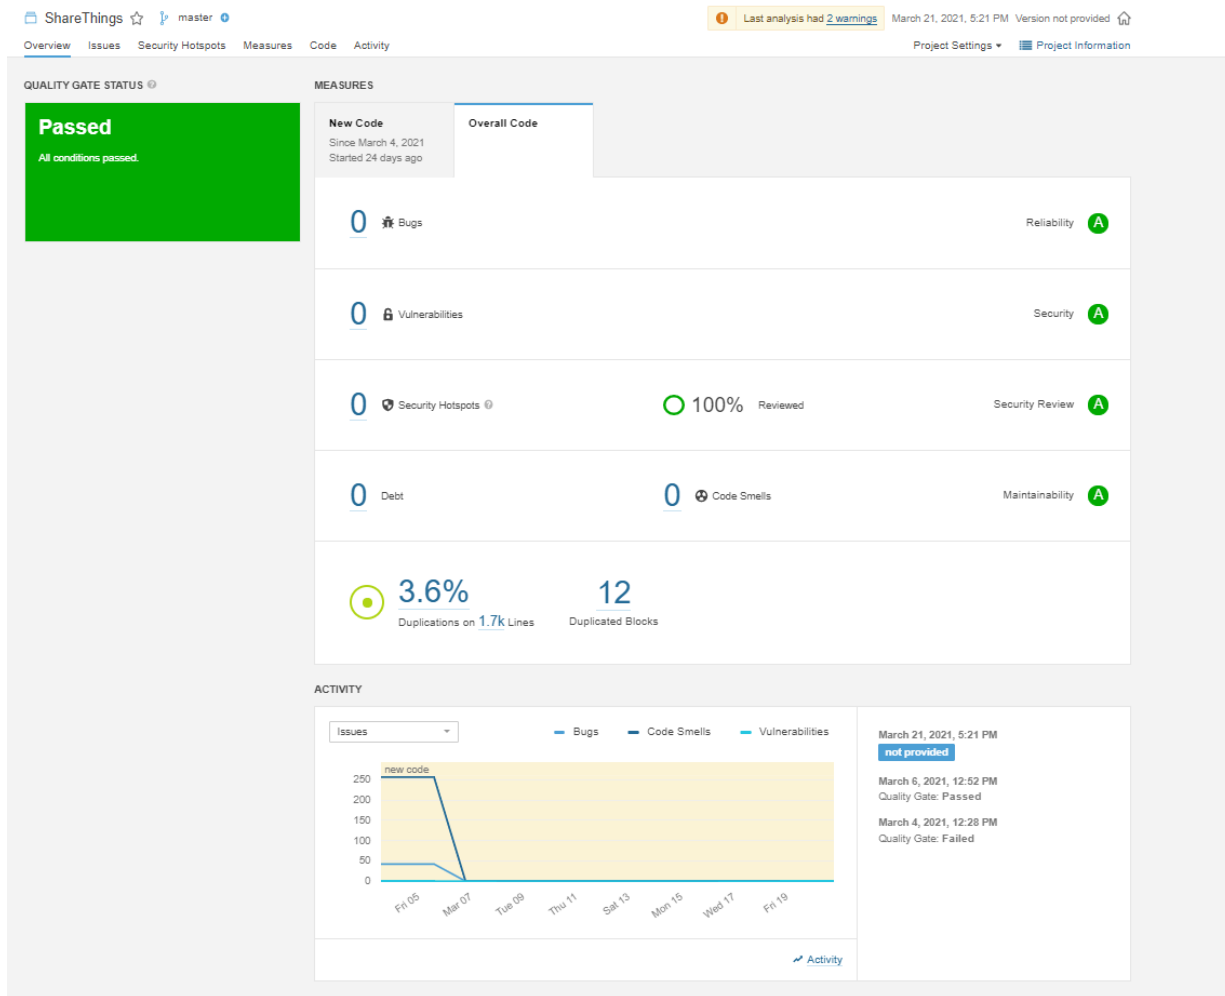 ShareThings master
Last analysis had 2 warnings March 21, 2021, 5:21 PM Version not provided
Overview Issues Security Hotspots Measures Code Activity
Project Settings Project Information
QUALITY GATE STATUS
Passed
All conditions passed.
MEASURES
New Code
Since March 4, 2021
Started 24 days ago
Overall Code
0 Bugs Reliability A
0 Vulnerabilities Security A
0 Security Hotspots 100% Reviewed Security Review A
0 Debt 0 Code Smells Maintainability A
3.6%
Duplications on 1.7k Lines
12
Duplicated Blocks
ACTIVITY
Issues
Bugs Code Smells Vulnerabilities
new code
250
200
150
100
50
0
Fri 05 Mar 07 Tue 09 Thu 11 Sat 13 Mon 15 Wed 17 Fri 19
Activity
March 21, 2021, 5:21 PM
not provided
March 6, 2021, 12:52 PM
Quality Gate: Passed
March 4, 2021, 12:28 PM
Quality Gate: Failed